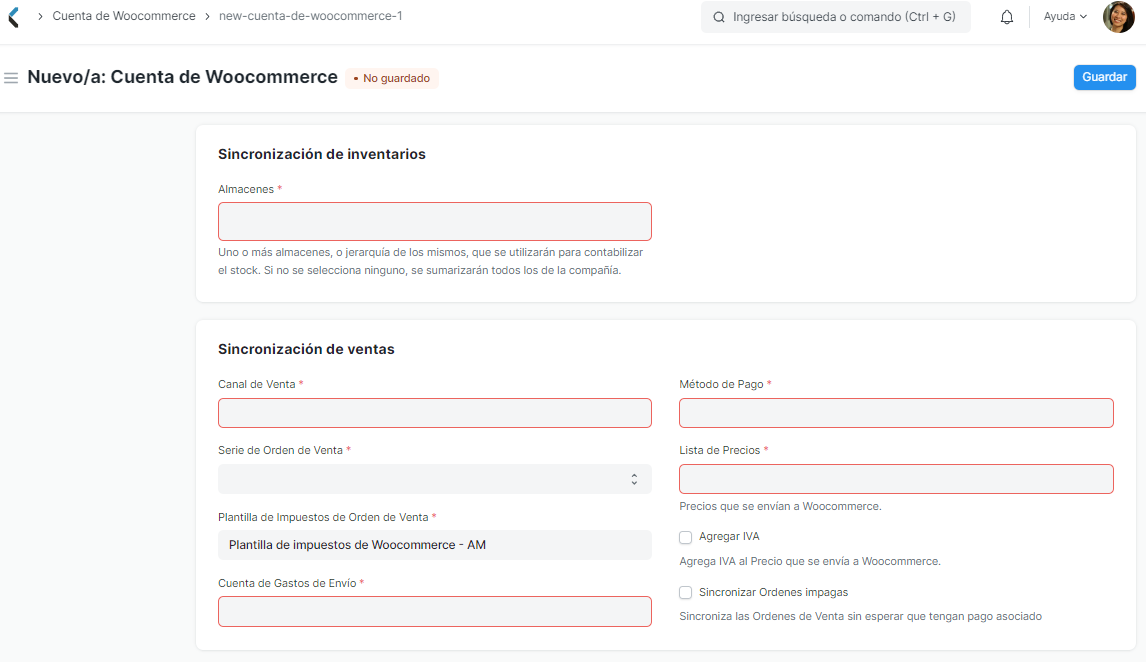 Cuenta de Woocommerce
new-cuenta-de-woocommerce-1
Ingresar búsqueda o comando (Ctrl + G)
Ayuda
Nuevo/a: Cuenta de Woocommerce
• No guardado
Guardar
Sincronización de inventarios
Almacenes *
Uno o más almacenes, o jerarquía de los mismos, que se utilizarán para contabilizar
el stock. Si no se selecciona ninguno, se sumarizarán todos los de la compañía.
Sincronización de ventas
Canal de Venta *
Serie de Orden de Venta *
Plantilla de Impuestos de Orden de Venta *
Plantilla de impuestos de Woocommerce - AM
Cuenta de Gastos de Envío *
Método de Pago *
Lista de Precios *
Precios que se envían a Woocommerce.
Agregar IVA
Agrega IVA al Precio que se envía a Woocommerce.
Sincronizar Ordenes impagas
Sincroniza las Ordenes de Venta sin esperar que tengan pago asociado